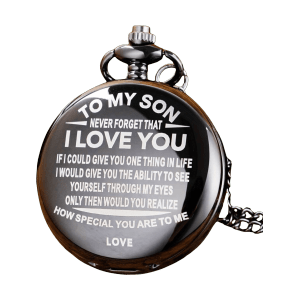 TO MY SON
NEVER FORGET THAT
I LOVE YOU
IF I COULD GIVE YOU ONE THING IN LIFE
I WOULD GIVE YOU THE ABILITY TO SEE
YOURSELF THROUGH MY EYES
ONLY THEN WOULD YOU REALIZE
HOW SPECIAL YOU ARE TO ME
LOVE